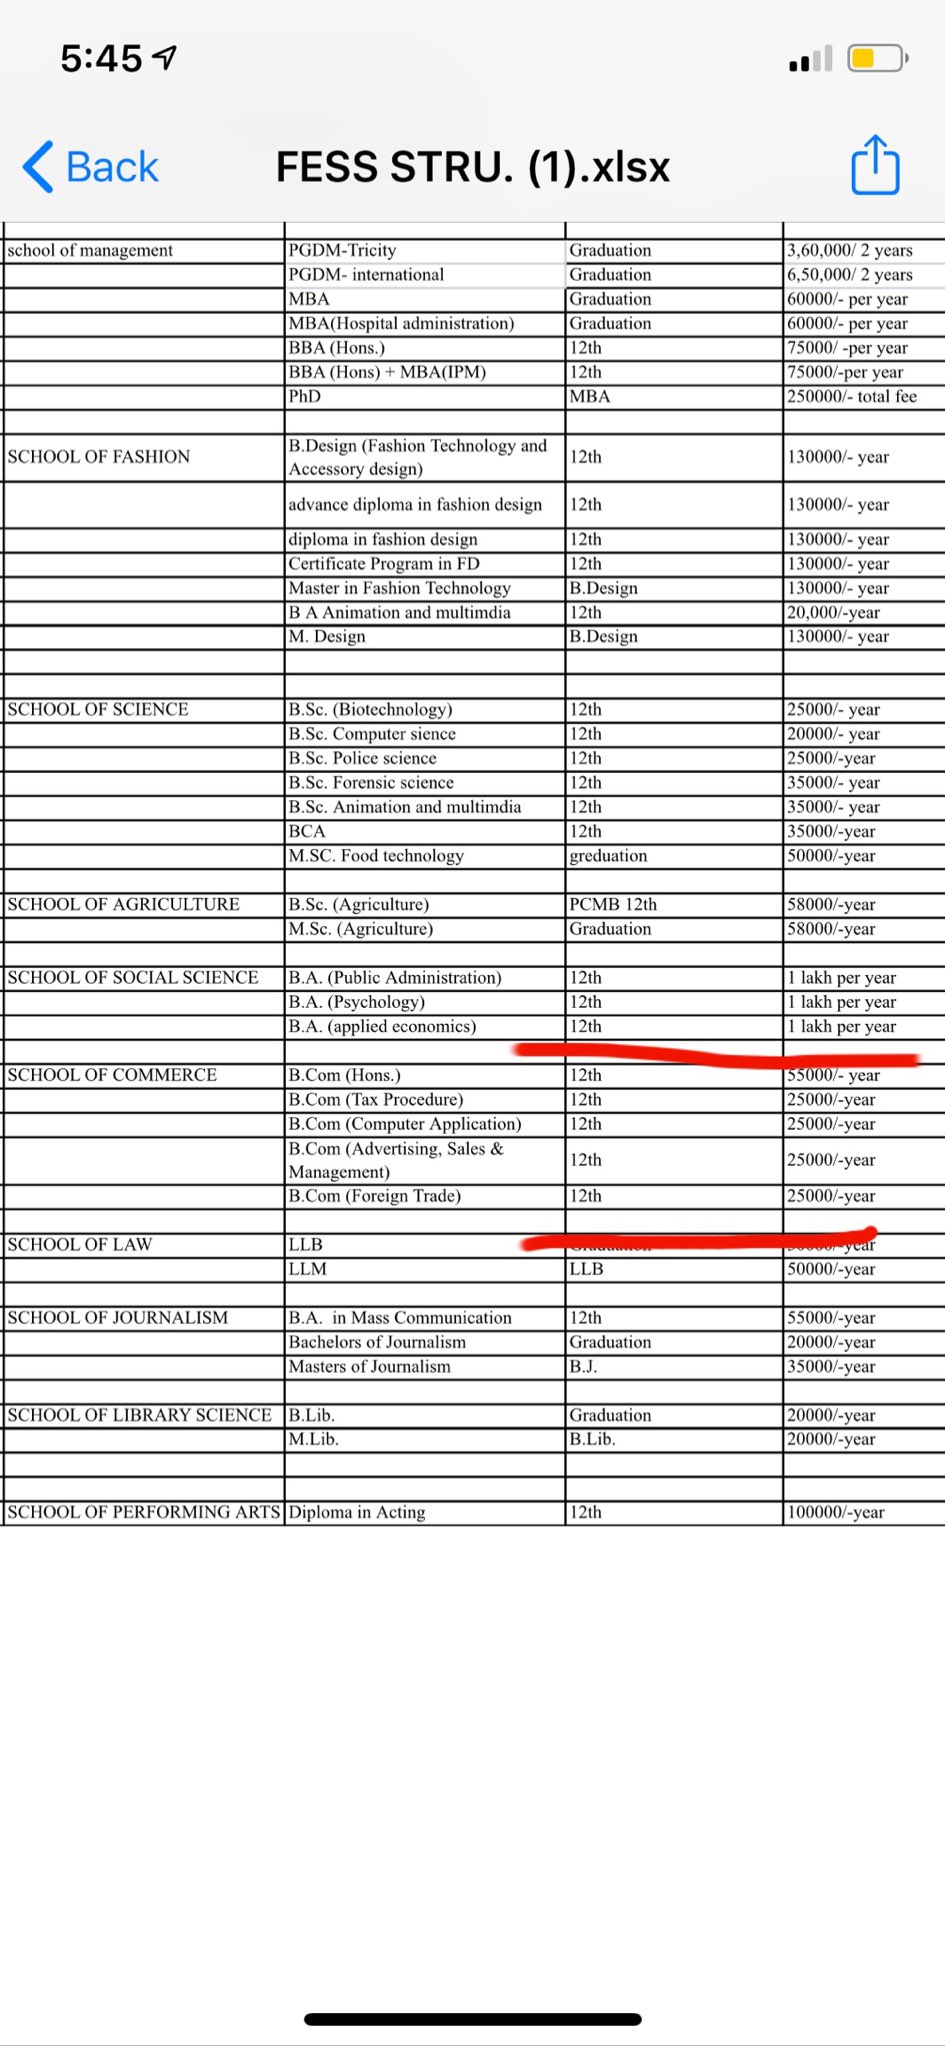 5:45
Back FESS STRU. (1).xlsx
school of management PGDM-Tricity Graduation 3,60,000/ 2 years
PGDM- international Graduation 6,50,000/ 2 years
MBA Graduation 60000/- per year
MBA(Hospital administration) Graduation 60000/- per year
BBA (Hons.) 12th 75000/ -per year
BBA (Hons) + MBA(IPM) 12th 75000/-per year
PhD MBA 250000/- total fee
SCHOOL OF FASHION B.Design (Fashion Technology and
Accessory design) 12th 130000/- year
advance diploma in fashion design 12th 130000/- year
diploma in fashion design 12th 130000/- year
Certificate Program in FD 12th 130000/- year
Master in Fashion Technology B.Design 130000/- year
B A Animation and multimdia 12th 20,000/-year
M. Design B.Design 130000/- year
SCHOOL OF SCIENCE B.Sc. (Biotechnology) 12th 25000/- year
B.Sc. Computer sience 12th 20000/- year
B.Sc. Police science 12th 25000/-year
B.Sc. Forensic science 12th 35000/- year
B.Sc. Animation and multimdia 12th 35000/- year
BCA 12th 35000/-year
M.SC. Food technology greduation 50000/-year
SCHOOL OF AGRICULTURE B.Sc. (Agriculture) PCMB 12th 58000/-year
M.Sc. (Agriculture) Graduation 58000/-year
SCHOOL OF SOCIAL SCIENCE B.A. (Public Administration) 12th 1 lakh per year
B.A. (Psychology) 12th 1 lakh per year
B.A. (applied economics) 12th 1 lakh per year
SCHOOL OF COMMERCE B.Com (Hons.) 12th 55000/- year
B.Com (Tax Procedure) 12th 25000/-year
B.Com (Computer Application) 12th 25000/-year
B.Com (Advertising, Sales &
Management) 12th 25000/-year
B.Com (Foreign Trade) 12th 25000/-year
SCHOOL OF LAW LLB Graduation
LLM LLB 50000/-year
SCHOOL OF JOURNALISM B.A. in Mass Communication 12th 55000/-year
Bachelors of Journalism Graduation 20000/-year
Masters of Journalism B.J. 35000/-year
SCHOOL OF LIBRARY SCIENCE B.Lib. Graduation 20000/-year
M.Lib. B.Lib. 20000/-year
SCHOOL OF PERFORMING ARTS Diploma in Acting 12th 100000/-year